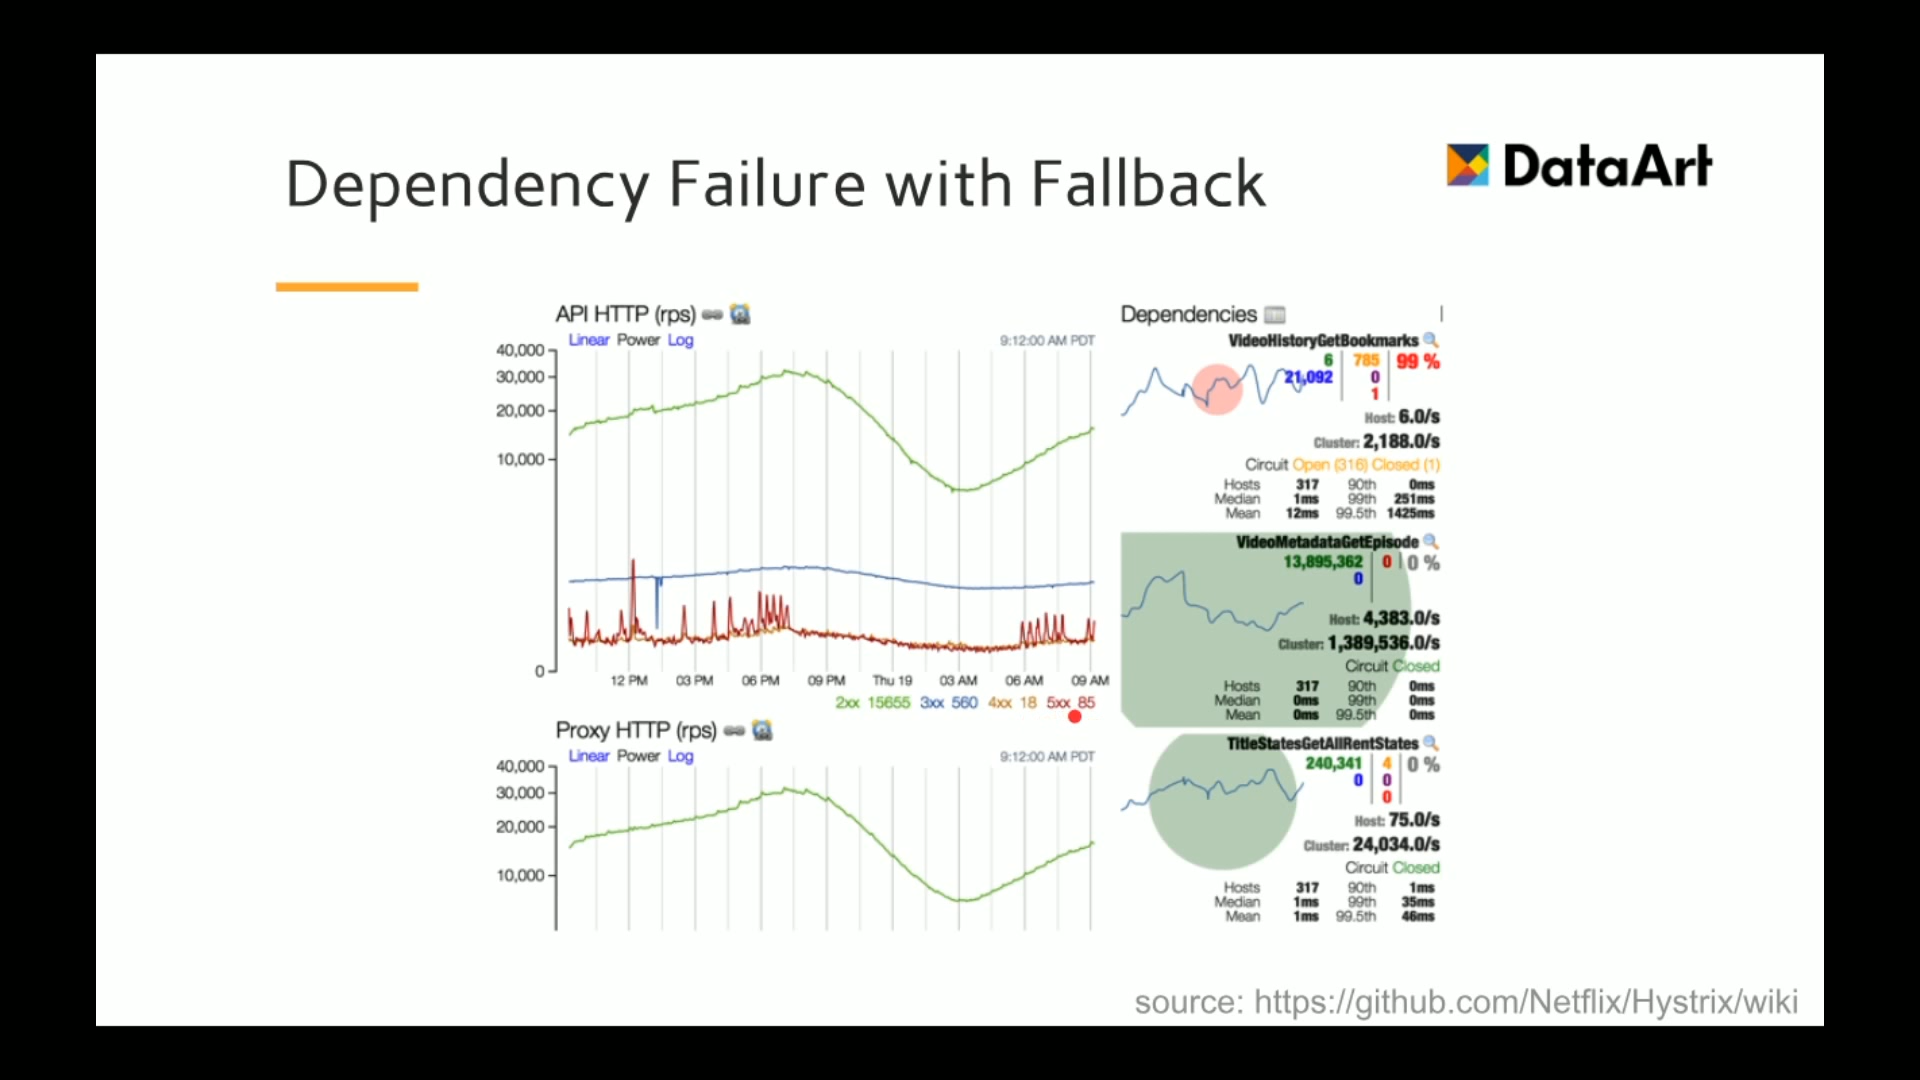 Dependency Failure with Fallback
DataArt
API HTTP (rps)
Linear Power Log
9:12:00 AM PDT
40,000
30,000
20,000
10,000
0
12 PM 03 PM 06 PM 09 PM Thu 19 03 AM 06 AM 09 AM
2xx 15655 3xx 560 4xx 18 5xx 85
Proxy HTTP (rps)
Linear Power Log
9:12:00 AM PDT
40,000
30,000
20,000
10,000
Dependencies
VideoHistoryGetBookmarks
6 785 99 %
21,092 0
1
Host: 6.0/s
Cluster: 2,188.0/s
Circuit Open (316) Closed (1)
Hosts 317 90th 0ms
Median 1ms 99th 251ms
Mean 12ms 99.5th 1425ms
VideoMetadataGetEpisode
13,895,362 0 0 %
0
Host: 4,383.0/s
Cluster: 1,389,536.0/s
Circuit Closed
Hosts 317 90th 0ms
Median 0ms 99th 0ms
Mean 0ms 99.5th 0ms
TitleStatesGetAllRentStates
240,341 4 0 %
0 0
0
Host: 75.0/s
Cluster: 24,034.0/s
Circuit Closed
Hosts 317 90th 1ms
Median 1ms 99th 35ms
Mean 1ms 99.5th 46ms
source: https://github.com/Netflix/Hystrix/wiki